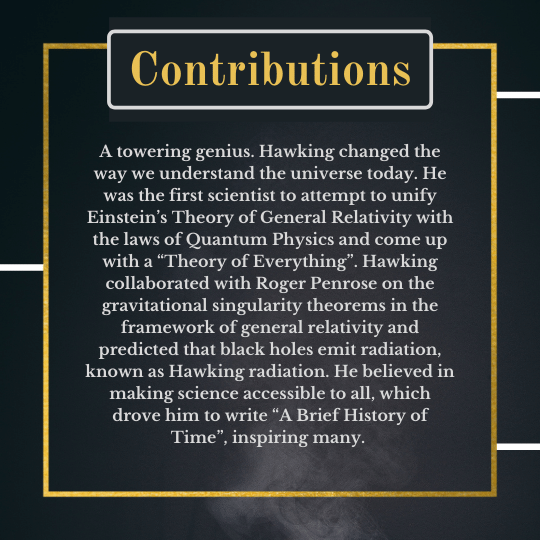 Contributions
A towering genius. Hawking changed the
way we understand the universe today. He
was the first scientist to attempt to unify
Einstein’s Theory of General Relativity with
the laws of Quantum Physics and come up
with a “Theory of Everything”. Hawking
collaborated with Roger Penrose on the
gravitational singularity theorems in the
framework of general relativity and
predicted that black holes emit radiation,
known as Hawking radiation. He believed in
making science accessible to all, which
drove him to write “A Brief History of
Time”, inspiring many.